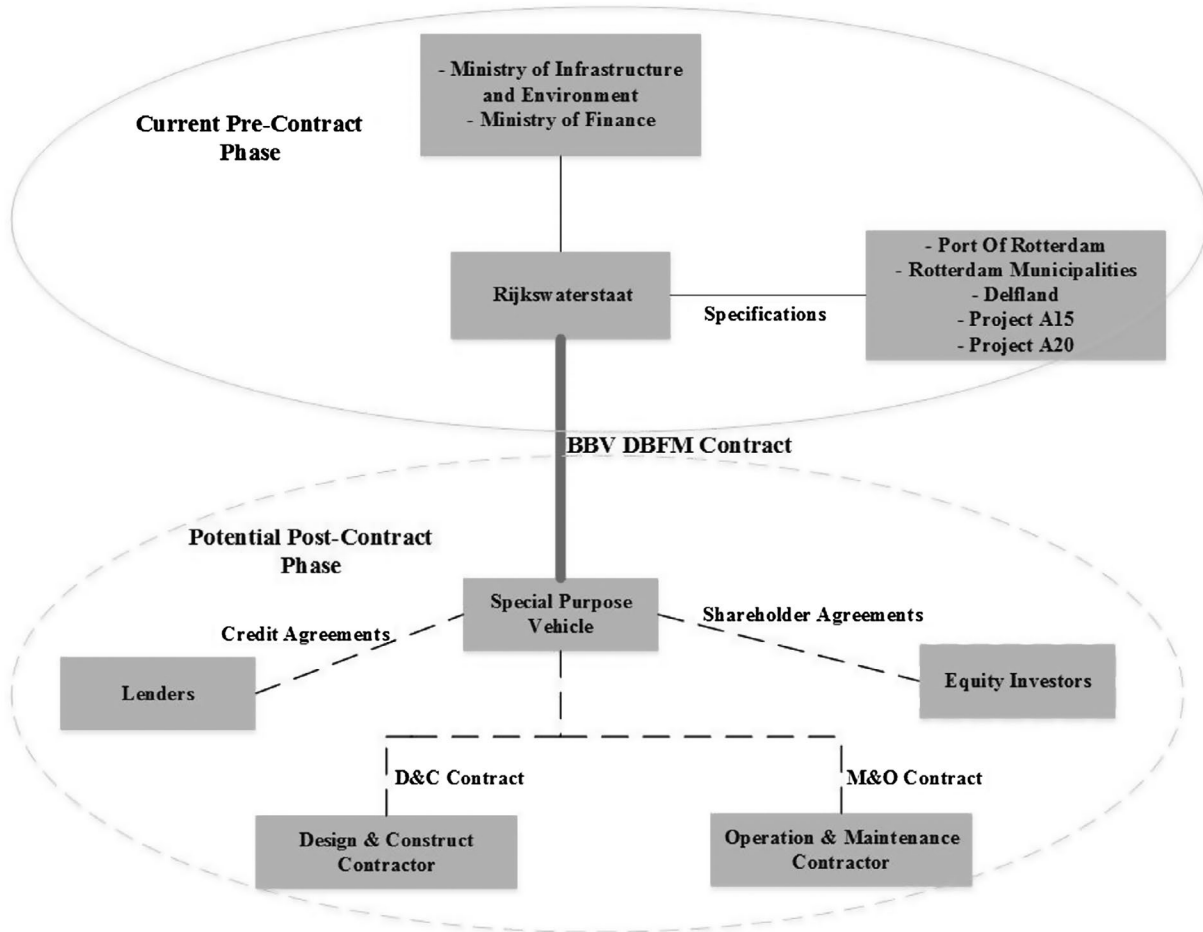 - Ministry of Infrastructure
and Environment
- Ministry of Finance
Current Pre-Contract
Phase
- Port Of Rotterdam
- Rotterdam Municipalities
- Delfland
- Project A15
- Project A20
Rijkswaterstaat
Specifications
BBV DBFM Contract
Potential Post-Contract
Phase
Special Purpose
Vehicle
Shareholder Agreements
Credit Agreements
Lenders
Equity Investors
D&C Contract
M&O Contract
Design & Construct
Contractor
Operation & Maintenance
Contractor